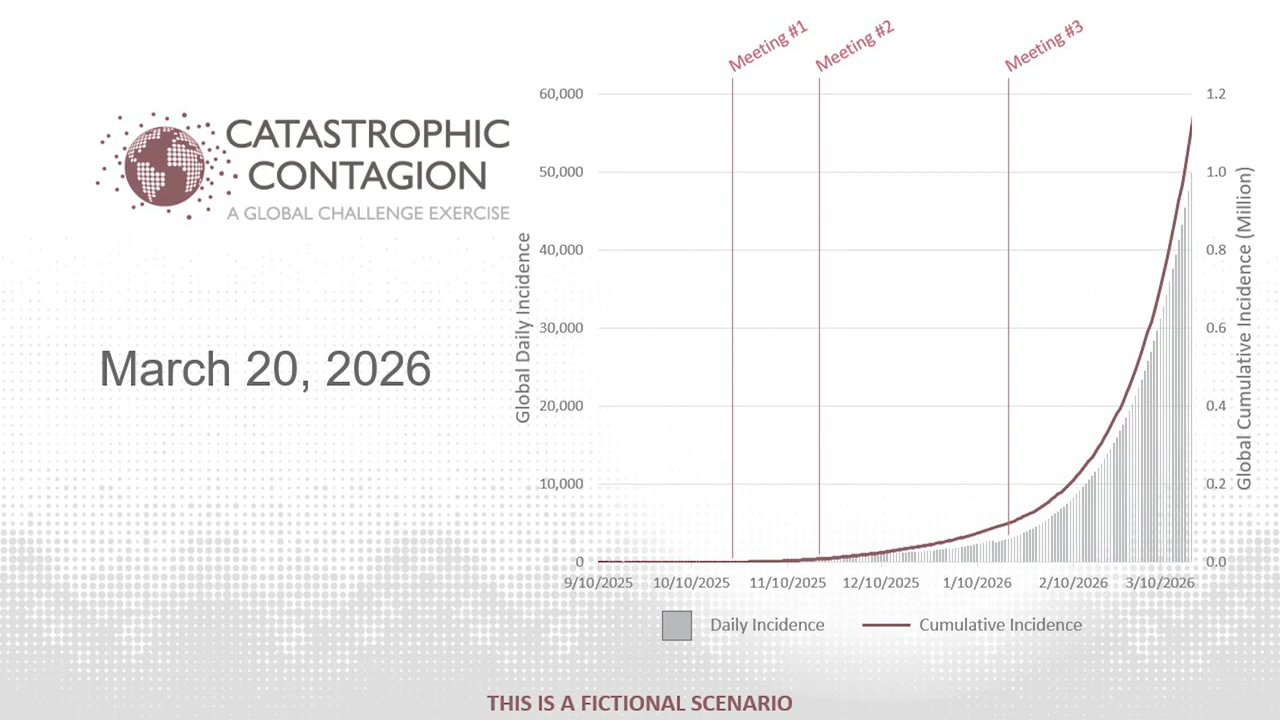 Meeting #1
Meeting #2
Meeting #3
CATASTROPHIC
CONTAGION
A GLOBAL CHALLENGE EXERCISE
March 20, 2026
Global Daily Incidence
60,000
50,000
40,000
30,000
20,000
10,000
0
1.2
1.0
0.8
0.6
0.4
0.2
0.0
Global Cumulative Incidence (Million)
9/10/2025
10/10/2025
11/10/2025
12/10/2025
1/10/2026
2/10/2026
3/10/2026
Daily Incidence
Cumulative Incidence
THIS IS A FICTIONAL SCENARIO